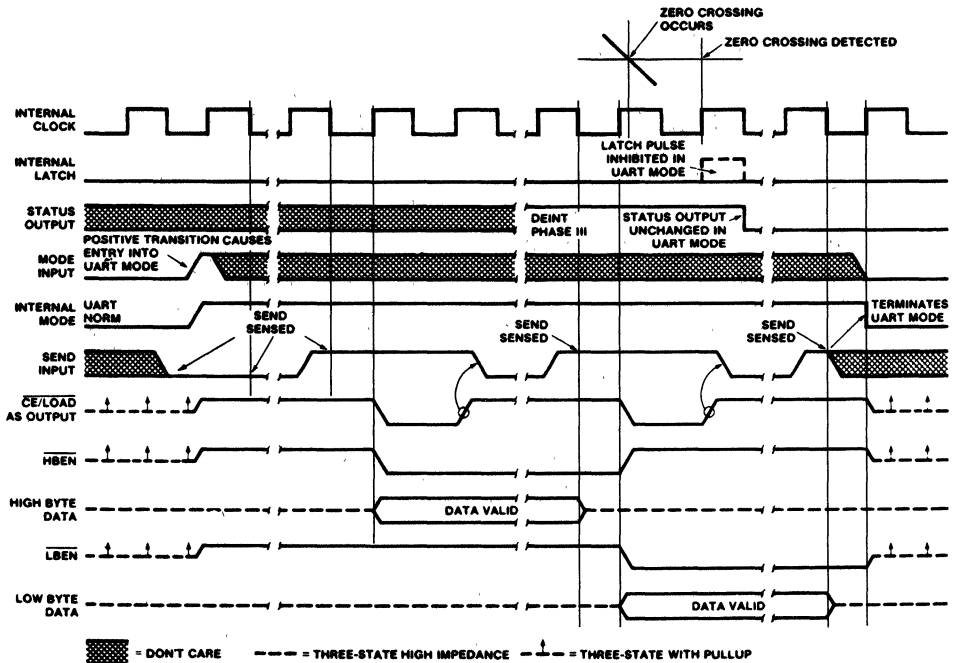 ZERO CROSSING
OCCURS
ZERO CROSSING DETECTED
INTERNAL
CLOCK
INTERNAL
LATCH
LATCH PULSE
INHIBITED IN
UART MODE
STATUS
OUTPUT
DEINT
PHASE III
STATUS OUTPUT
UNCHANGED IN
UART MODE
POSITIVE TRANSITION CAUSES
ENTRY INTO
UART MODE
MODE
INPUT
INTERNAL
MODE
UART
NORM
TERMINATES
UART MODE
SEND
SENSED
SEND
SENSED
SEND
SENSED
SEND
INPUT
CE/LOAD
AS OUTPUT
HBEN
HIGH BYTE
DATA
DATA VALID
LBEN
LOW BYTE
DATA
DATA VALID
= DON'T CARE
= THREE-STATE HIGH IMPEDANCE
= THREE-STATE WITH PULLUP